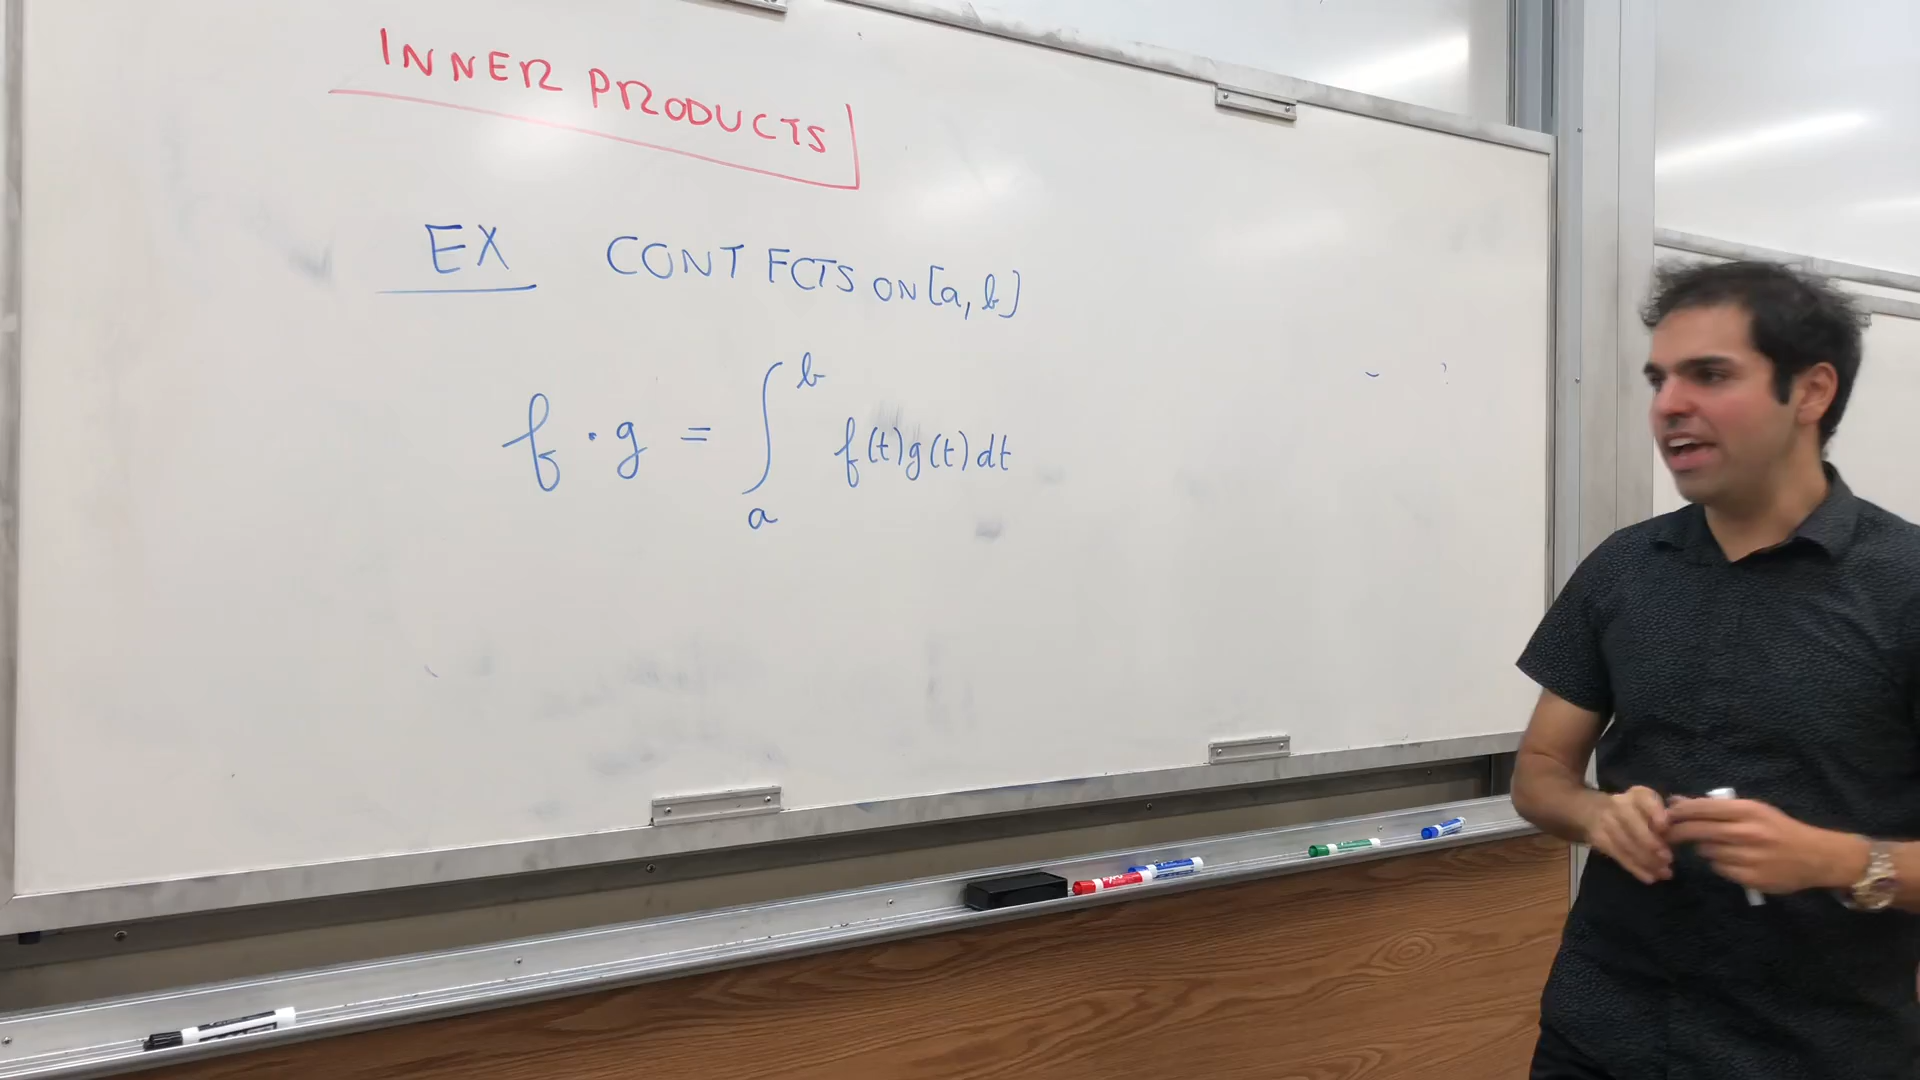 INNER PRODUCTS
EX CONT FCTS ON [a, b]
f · g = ∫_a^b f(t)g(t)dt